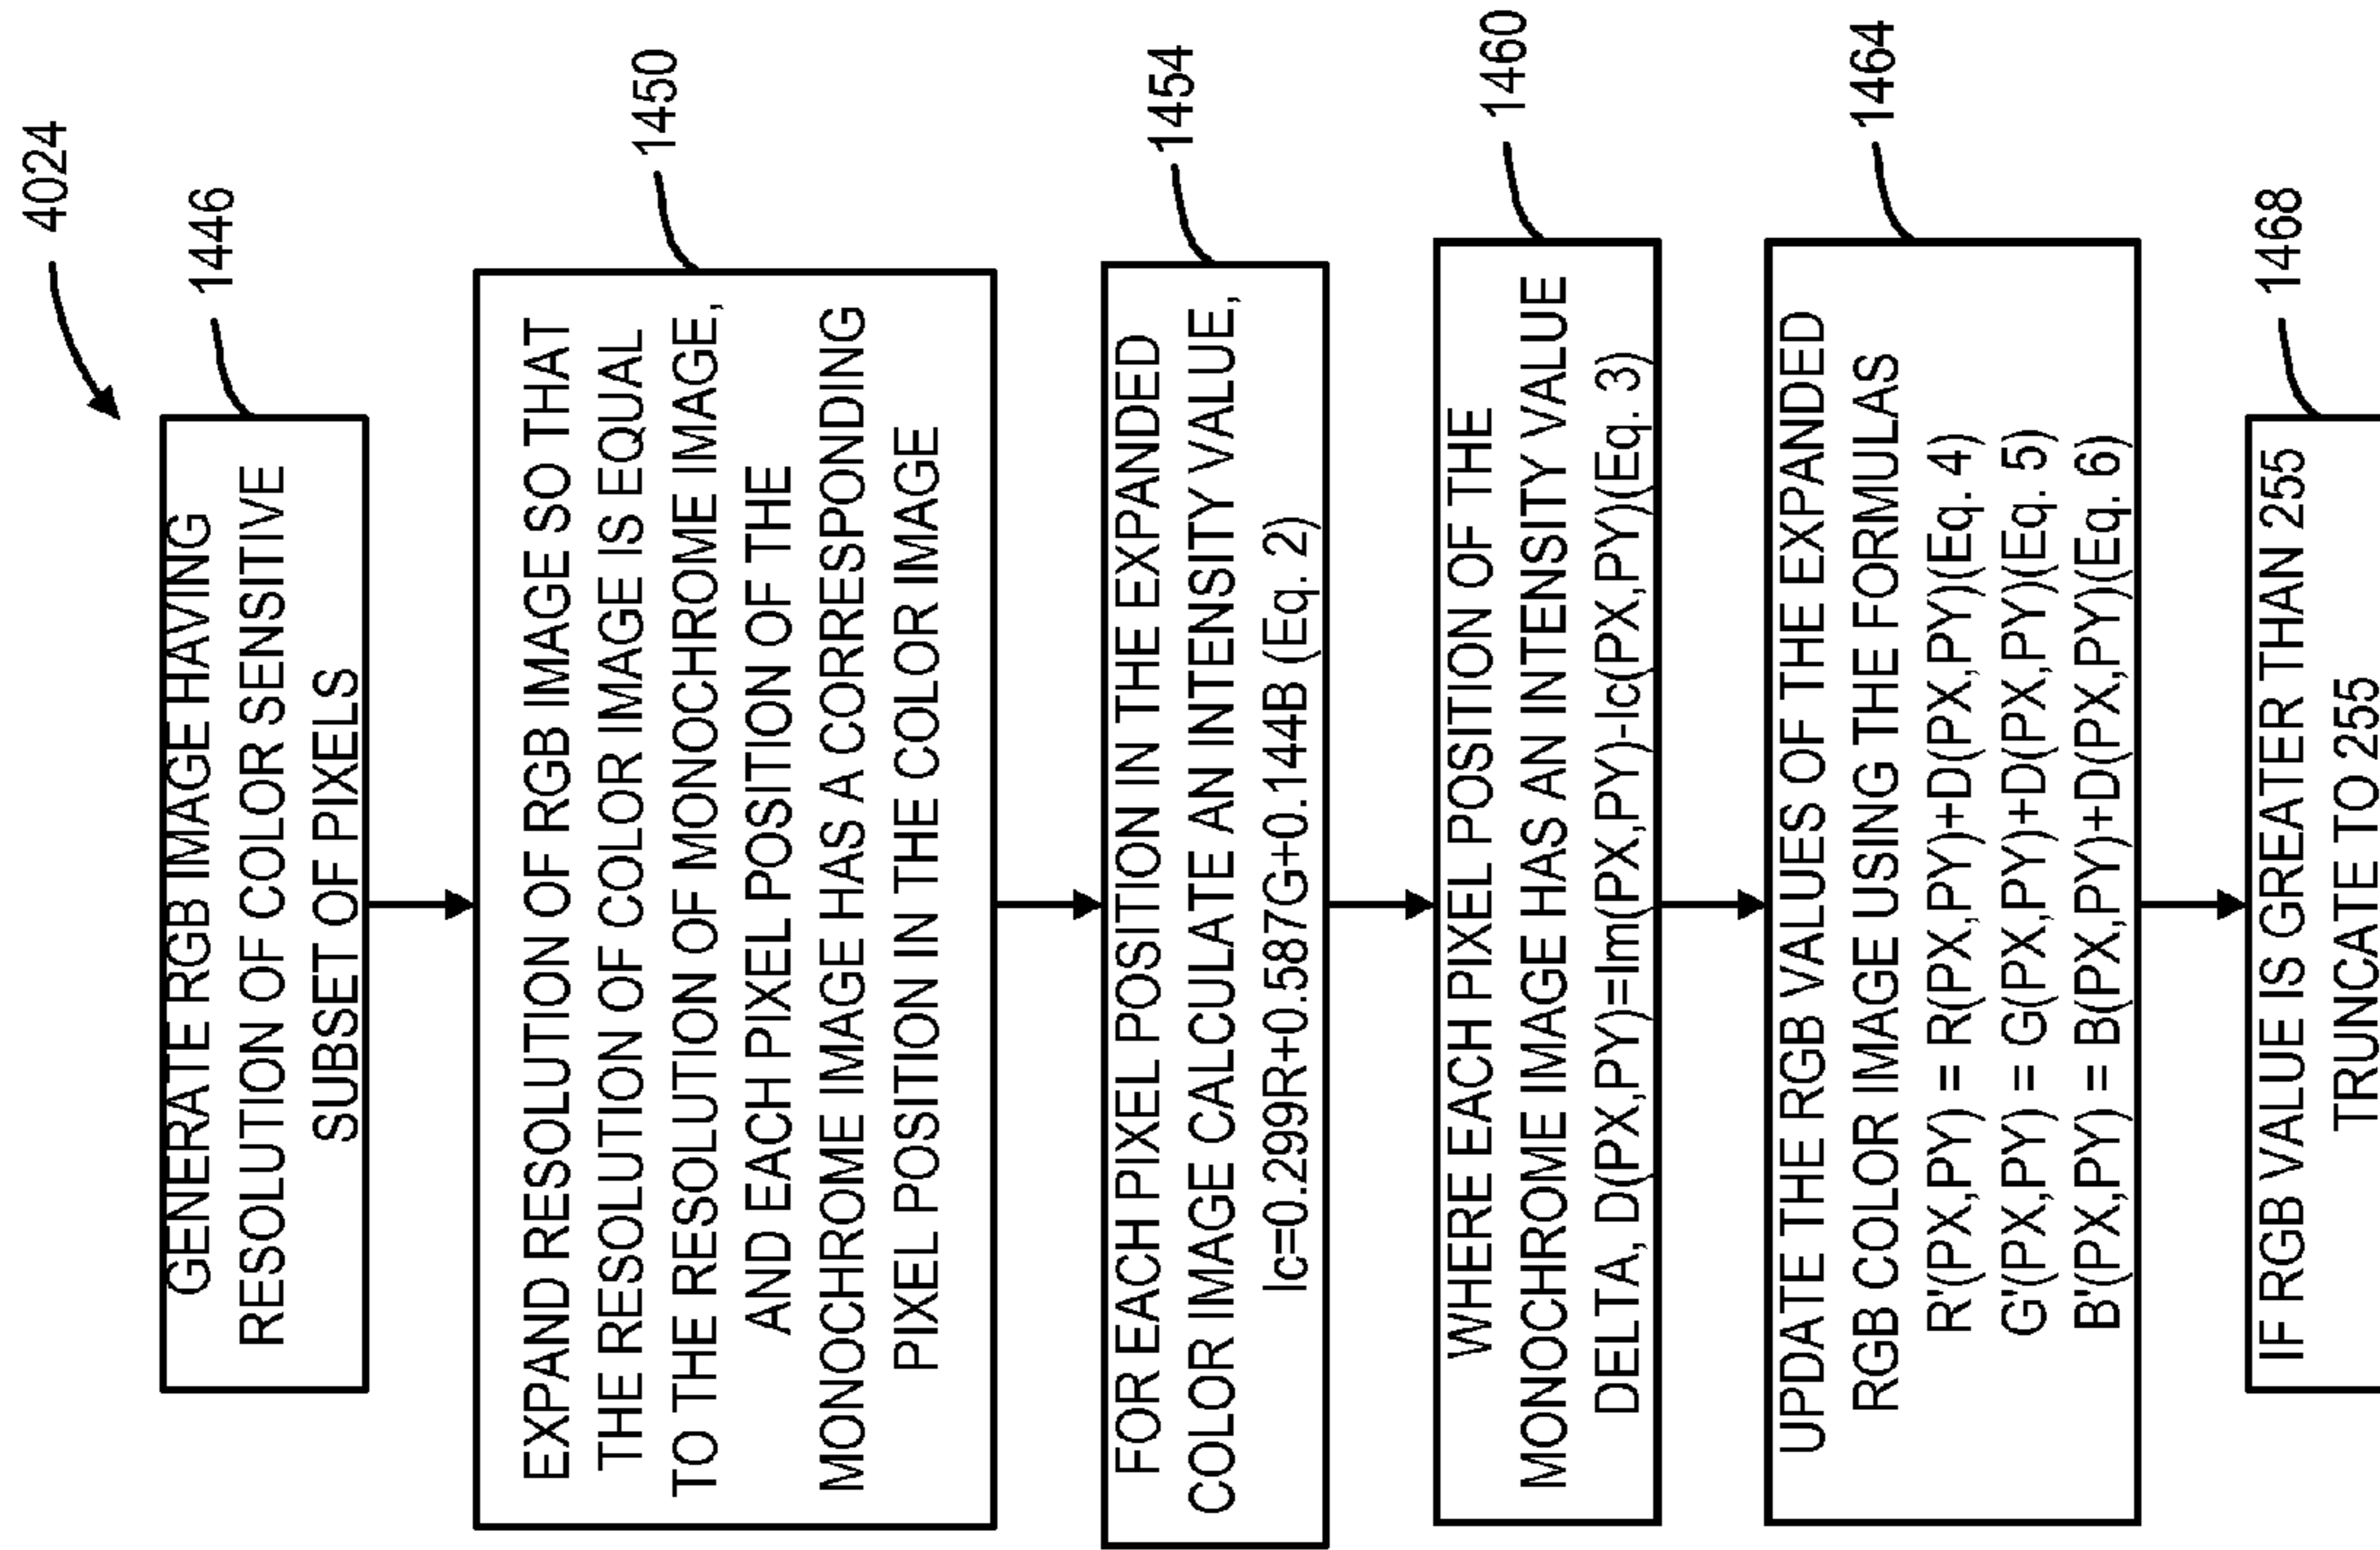 4024
1446
GENERATE RGB IMAGE HAVING
RESOLUTION OF COLOR SENSITIVE
SUBSET OF PIXELS
1450
EXPAND RESOLUTION OF RGB IMAGE SO THAT
THE RESOLUTION OF COLOR IMAGE IS EQUAL
TO THE RESOLUTION OF MONOCHROME IMAGE,
AND EACH PIXEL POSITION OF THE
MONOCHROME IMAGE HAS A CORRESPONDING
PIXEL POSITION IN THE COLOR IMAGE
1454
FOR EACH PIXEL POSITION IN THE EXPANDED
COLOR IMAGE CALCULATE AN INTENSITY VALUE,
Ic=0.299R+0.587G+0.144B (Eq. 2)
1460
WHERE EACH PIXEL POSITION OF THE
MONOCHROME IMAGE HAS AN INTENSITY VALUE
DELTA, D(PX,PY)=Im(PX,PY)-Ic(PX,PY)(Eq. 3)
1464
UPDATE THE RGB VALUES OF THE EXPANDED
RGB COLOR IMAGE USING THE FORMULAS
R'(PX,PY) = R(PX,PY)+D(PX,PY)(Eq. 4)
G'(PX,PY) = G(PX,PY)+D(PX,PY)(Eq. 5)
B'(PX,PY) = B(PX,PY)+D(PX,PY)(Eq. 6)
1468
IF RGB VALUE IS GREATER THAN 255
TRUNCATE TO 255